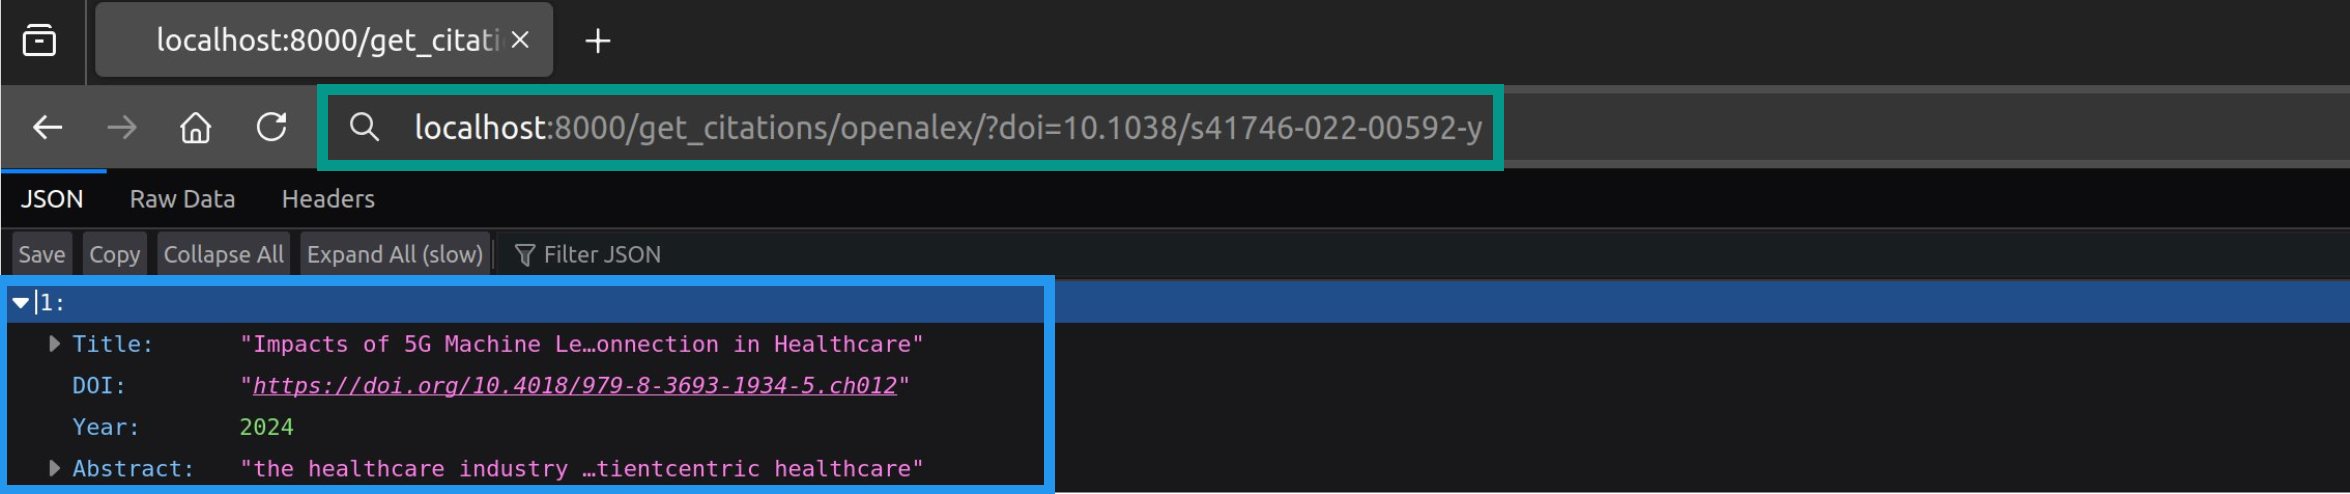 localhost:8000/get_citati
localhost:8000/get_citations/openalex/?doi=10.1038/s41746-022-00592-y
JSON Raw Data Headers
Save Copy Collapse All Expand All (slow) Filter JSON
1:
Title: "Impacts of 5G Machine Le…onnection in Healthcare"
DOI: "https://doi.org/10.4018/979-8-3693-1934-5.ch012"
Year: 2024
Abstract: "the healthcare industry …tientcentric healthcare"